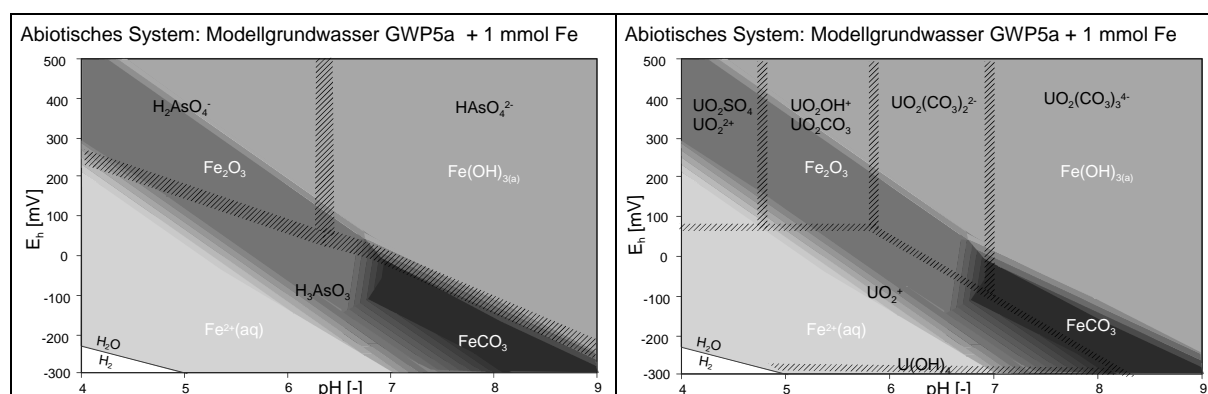 Abiotisches System: Modellgrundwasser GWP5a + 1 mmol Fe
500
400
300
200
100
0
-100
-200
-300
E_h [mV]
H₂AsO₄⁻
HAsO₄²⁻
Fe₂O₃
Fe(OH)₃₍ₐ₎
H₃AsO₃
Fe²⁺(aq)
FeCO₃
H₂O
H₂
4 5 6 7 8 9
pH [-]
Abiotisches System: Modellgrundwasser GWP5a + 1 mmol Fe
500
400
300
200
100
0
-100
-200
-300
E_h [mV]
UO₂SO₄
UO₂²⁺
UO₂OH⁺
UO₂CO₃
UO₂(CO₃)₂²⁻
UO₂(CO₃)₃⁴⁻
Fe₂O₃
Fe(OH)₃₍ₐ₎
UO₂⁺
Fe²⁺(aq)
FeCO₃
H₂O
H₂
U(OH)₄
4 5 6 7 8 9
pH [-]